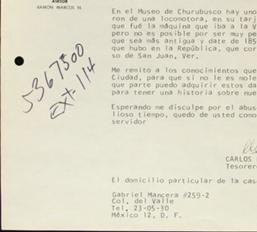 ASESOR
RAMON MARCOS N.
En el Museo de Churubusco hay uno
ron de una locomotora, en su tarj
que fué la máquina que iba a la V
pero no es posible por ser muy pe
que sea más antigua y date de 185
que hubo en la República, que cor
so de San Juan, Ver.
Me remito a los conocimientos que
Ciudad, para que si no le es mole
que parte puedo adquirir estos da
para tener una historia sobre nue
Esperando me disculpe por el abus
lioso tiempo, quedo de usted cono
servidor
5367500
EXT. 114
CARLOS
Tesorer
El domicilio particular de la cas
Gabriel Mancera #259-2
Col. del Valle
Tel. 23-05-30
México 12, D. F.